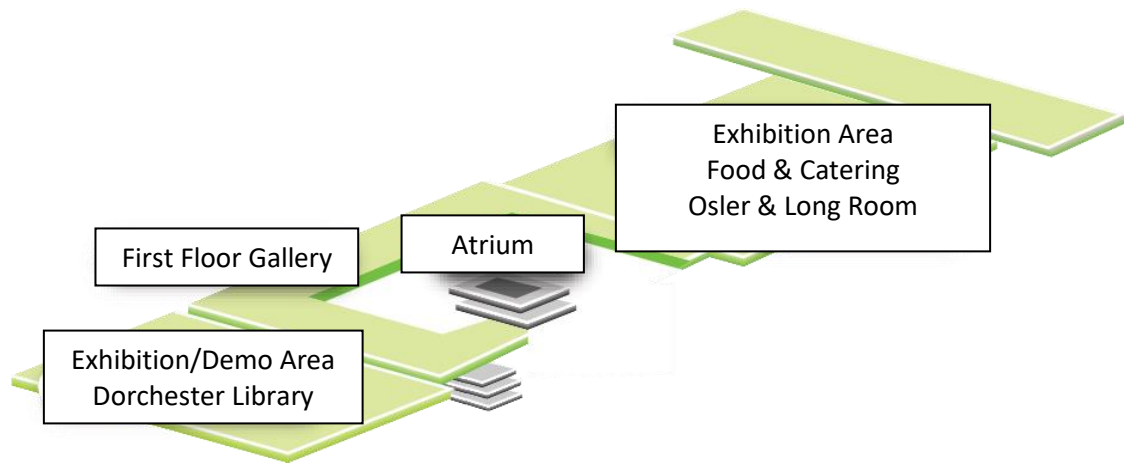 Exhibition Area
Food & Catering
Osler & Long Room
First Floor Gallery
Atrium
Exhibition/Demo Area
Dorchester Library